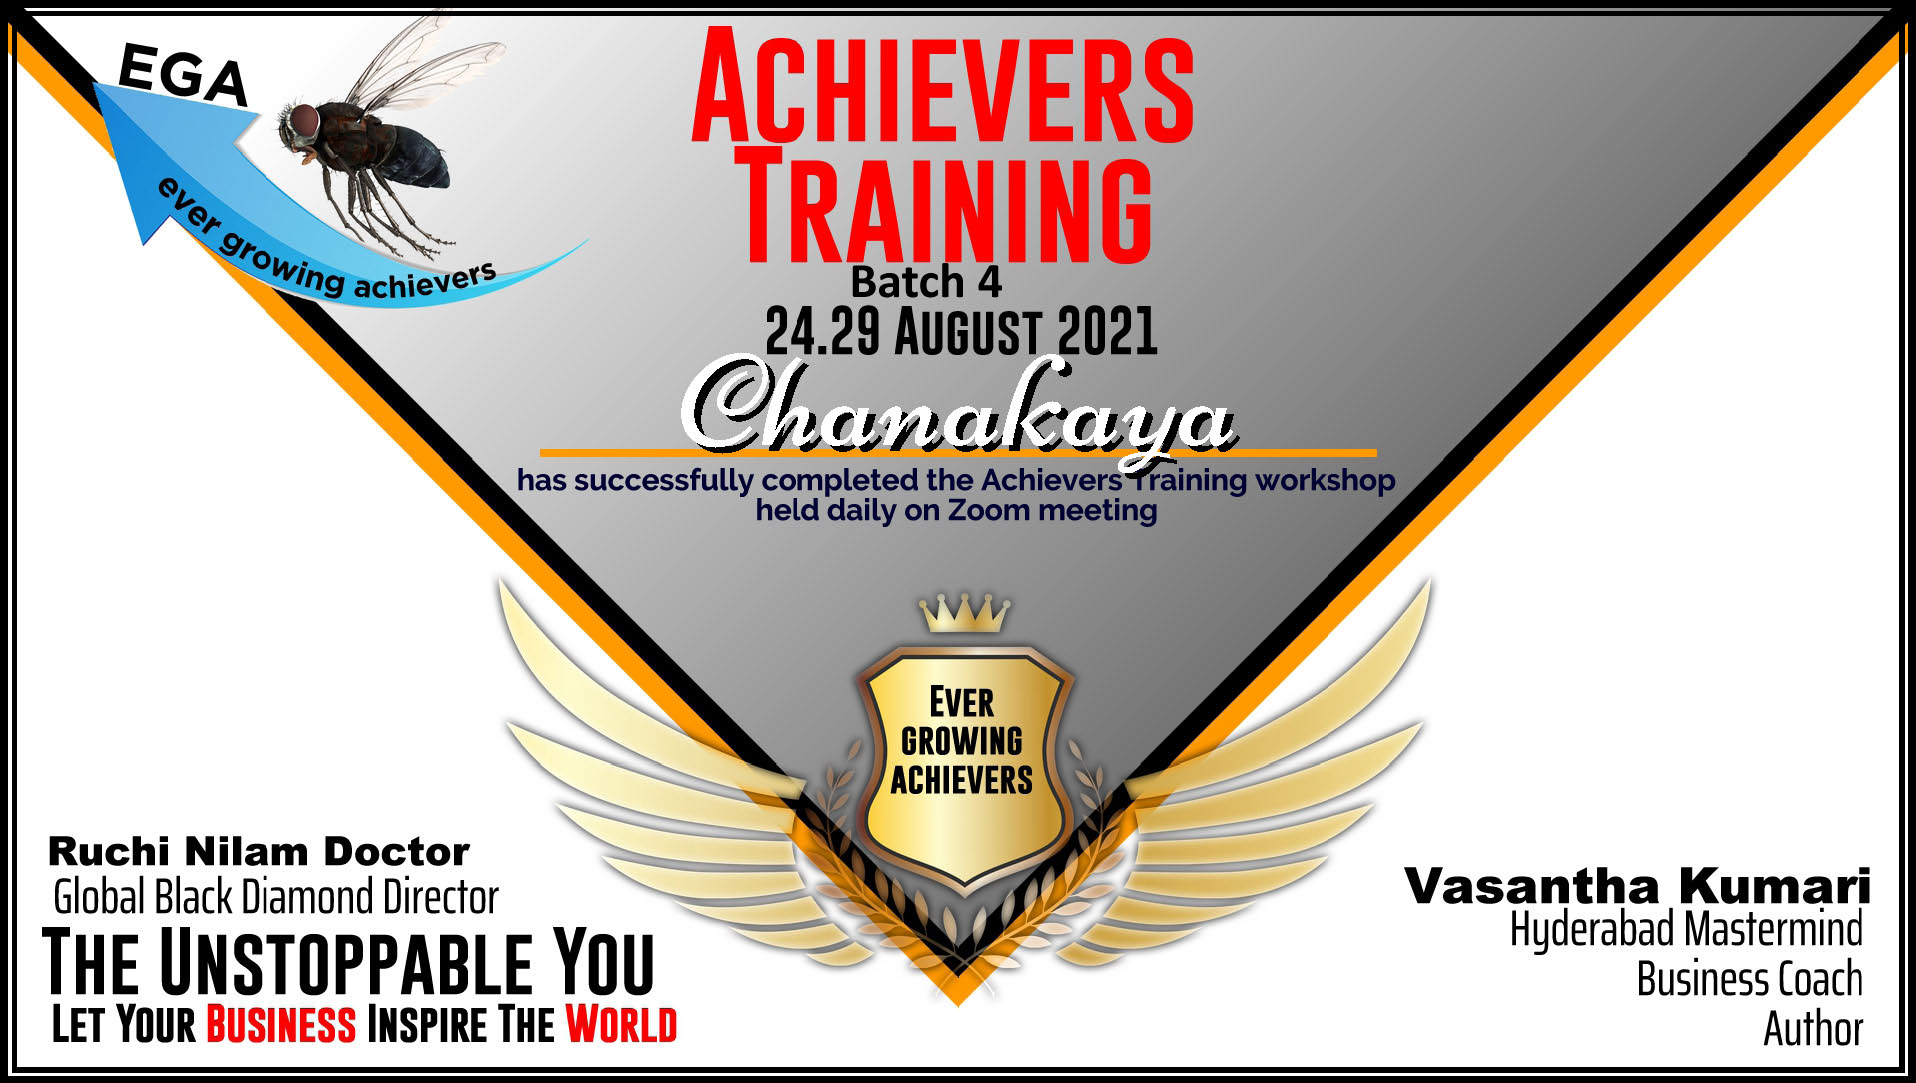 EGA
ever growing achievers
ACHIEVERS
TRAINING
Batch 4
24.29 AUGUST 2021
Chanakaya
has successfully completed the Achievers Training workshop
held daily on Zoom meeting
EVER
GROWING
ACHIEVERS
Ruchi Nilam Doctor
Global Black Diamond Director
THE UNSTOPPABLE YOU
LET YOUR BUSINESS INSPIRE THE WORLD
Vasantha Kumari
Hyderabad Mastermind
Business Coach
Author